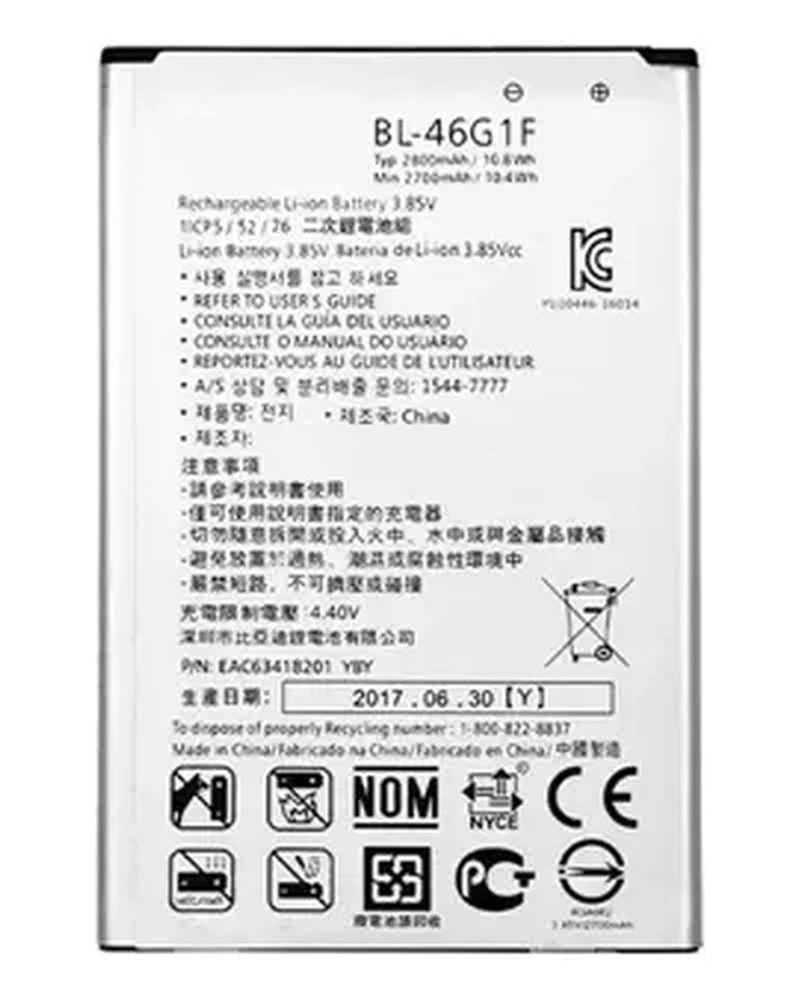 BL-46G1F
Typ 2800mAh/ 10.8Wh
Min 2700mAh/ 10.4Wh
Rechargeable Li-ion Battery 3.85V
1ICP5 / 52 / 76 二次鋰電池組
Li-ion Battery 3.85V Bateria de Li-ion 3.85Vcc
• 사용 설명서를 참고 하세요
• REFER TO USER'S GUIDE
• CONSULTE LA GUÍA DEL USUARIO
• CONSULTE O MANUAL DO USUARIO
• REPORTEZ-VOUS AU GUIDE DE L'UTILISATEUR
• A/S 상담 및 분리배출 문의: 1544-7777
• 제품명: 전지 • 제조국: China
• 제조자:
YU10446-16014
注意事項
-請參考說明書使用
-僅可使用說明書指定的充電器
-切勿隨意拆開或投入火中、水中或與金屬品接觸
-避免放置於過熱、潮濕或腐蝕性環境中
-嚴禁短路、不可擠壓或碰撞
充電限制電壓 :4.40V
深圳市比亞迪鋰電池有限公司
P/N: EAC63418201 YBY
生產日期: 2017.06.30【Y】
To dispose of properly Recycling number : 1-800-822-8837
Made in China/Fabricado na China/Fabricado en China/ 中國製造
NOM
NYCE
CE
PC
廢電池請回收
3.85V/2700mAh